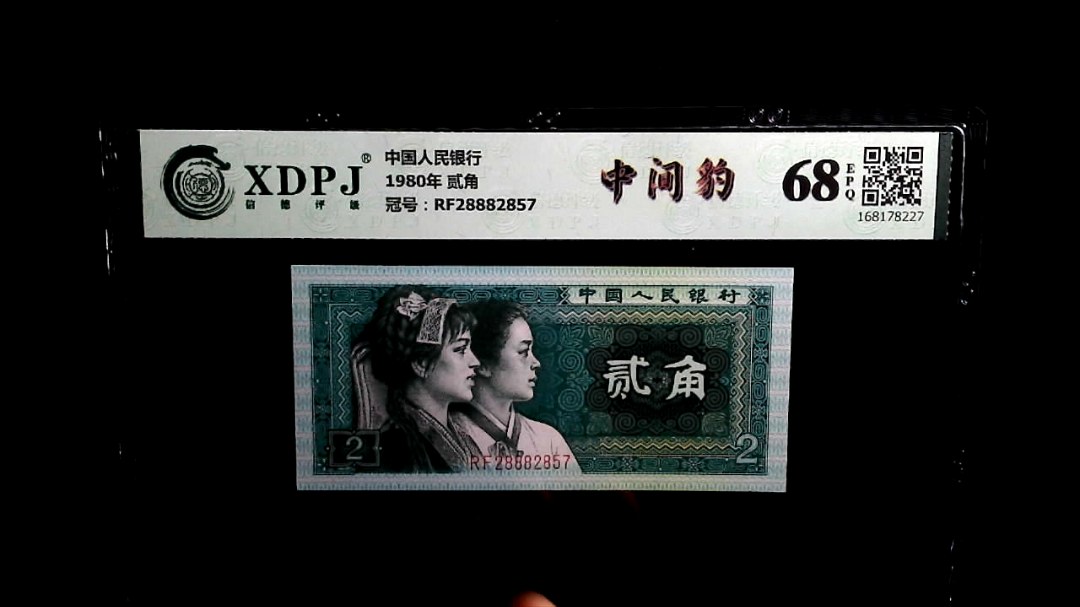 XDPJ®
信德评级
中国人民银行
1980年 贰角
冠号：RF28882857
中间豹
68
EPQ
168178227
中国人民银行
贰角
2
2
RF28882857